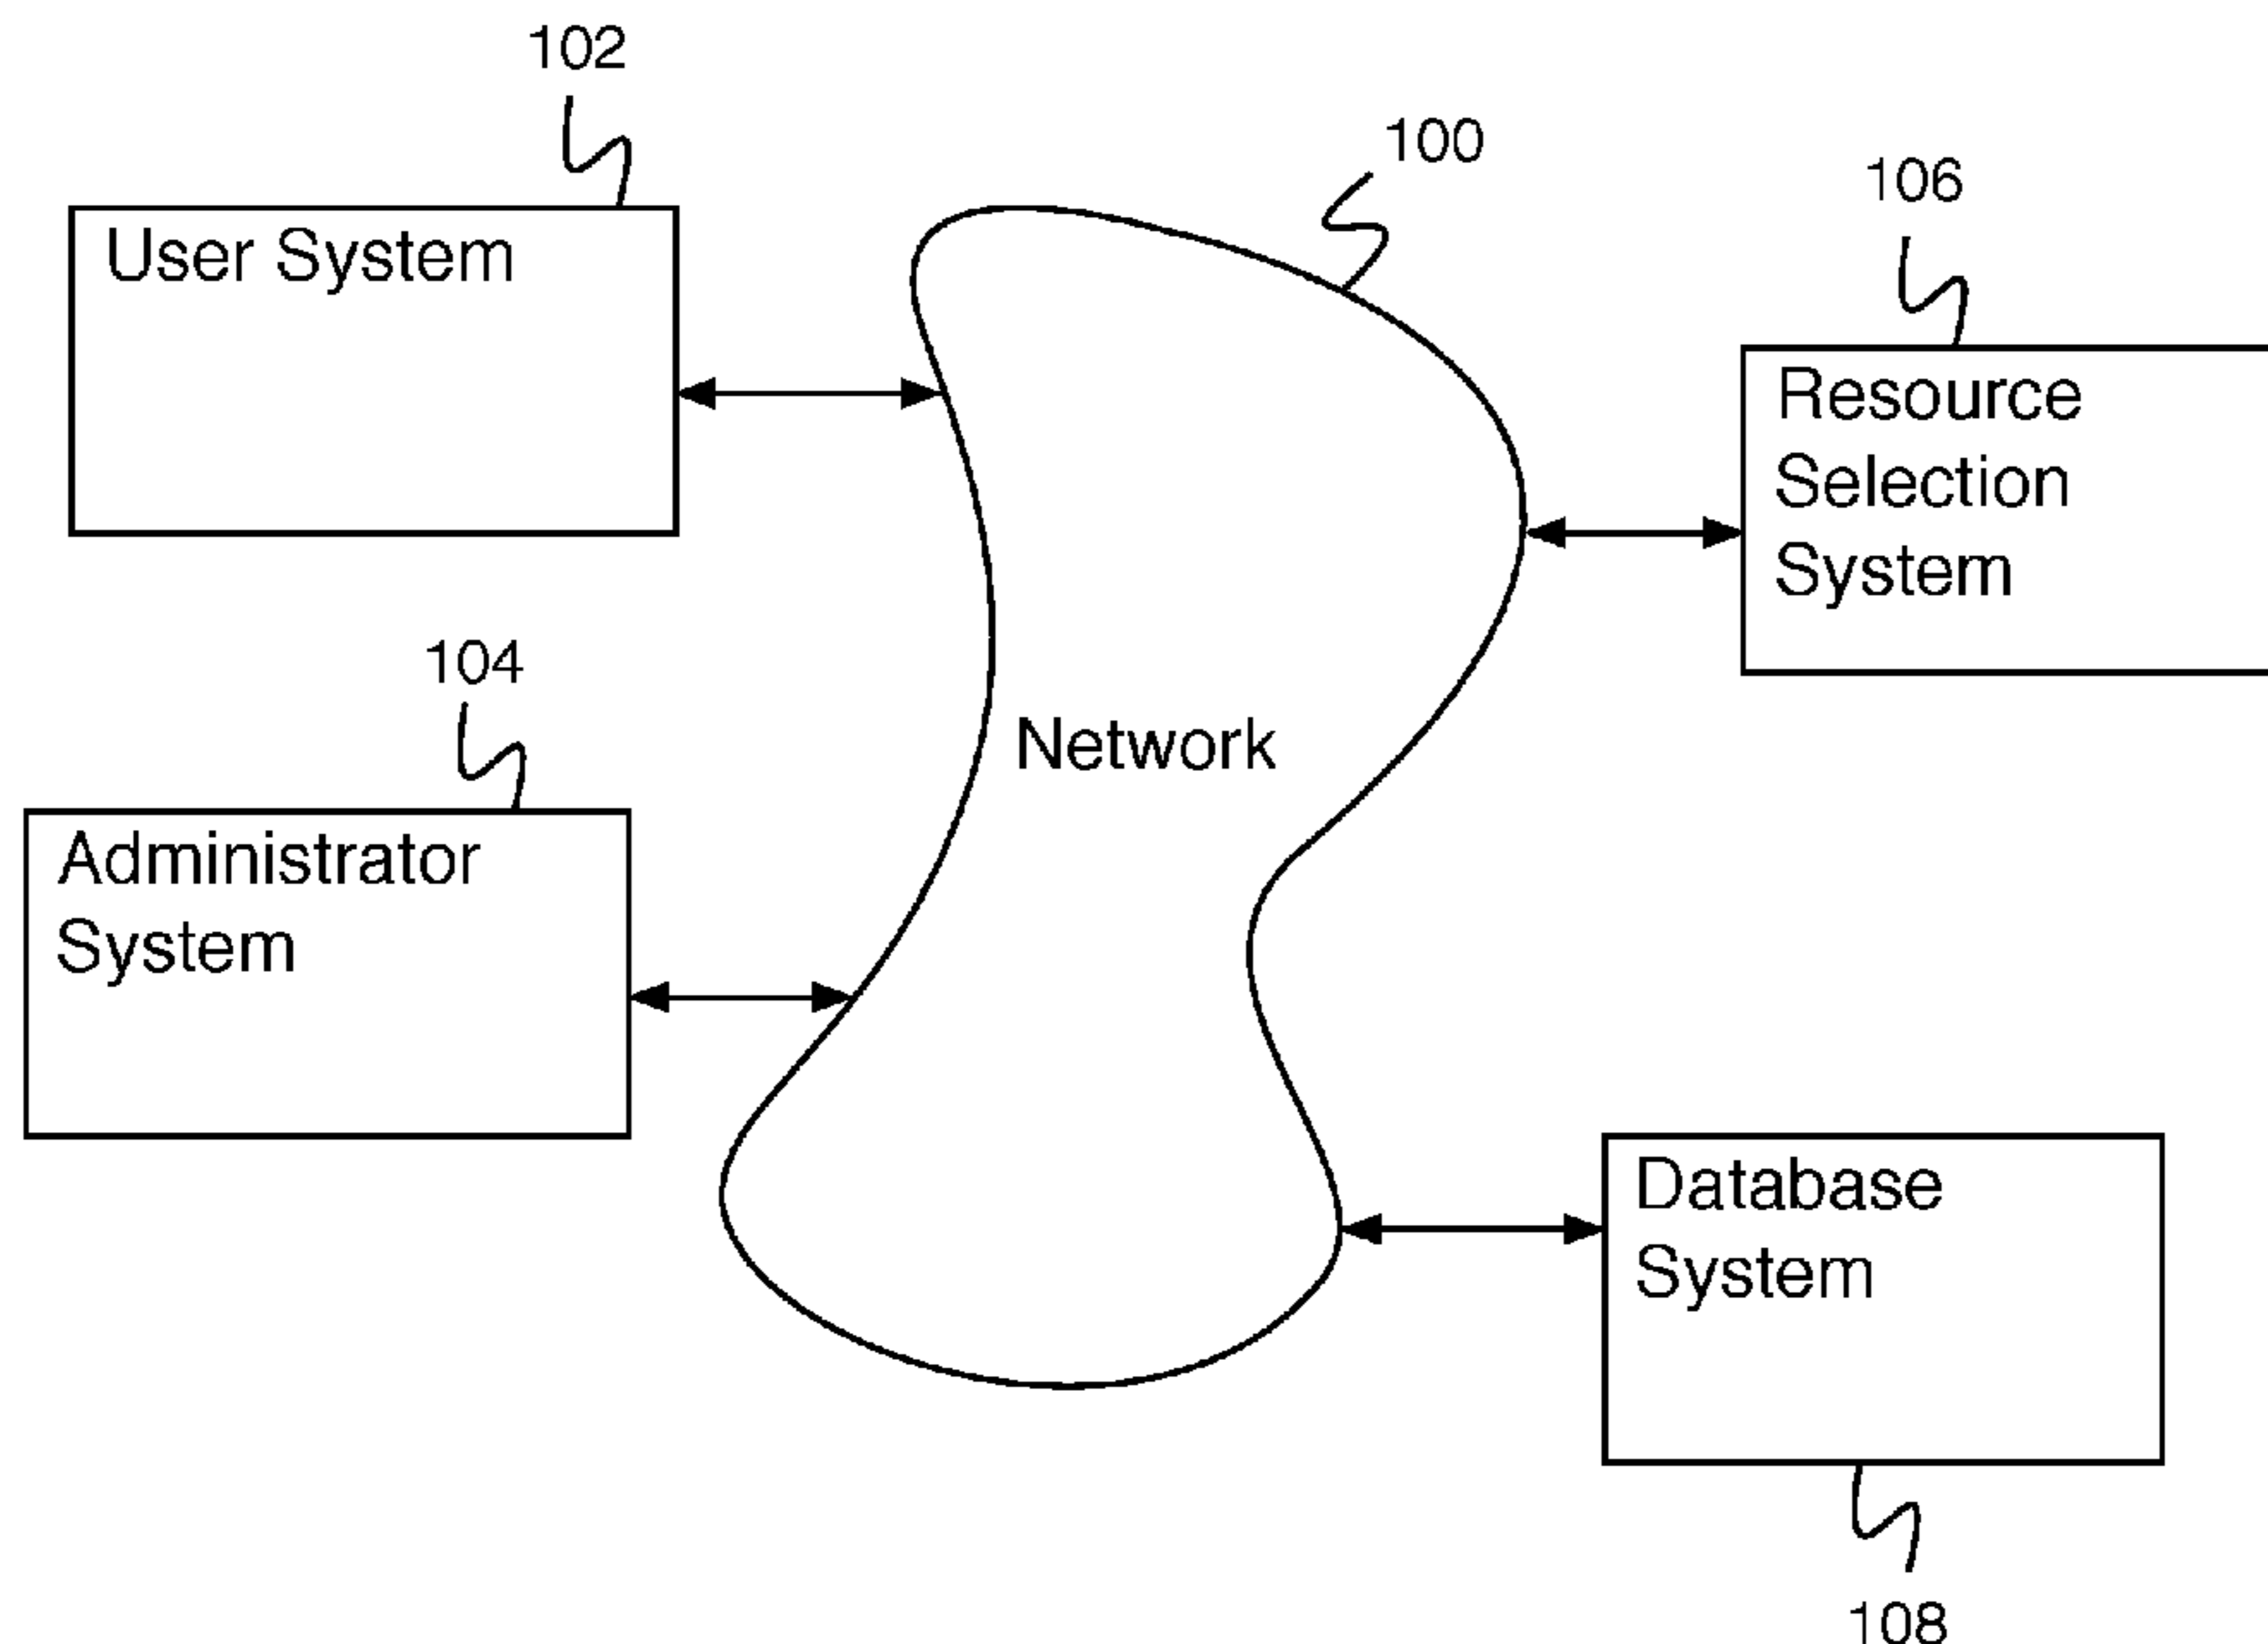 102
100
106
User System
Resource
Selection
System
104
Network
Administrator
System
Database
System
108